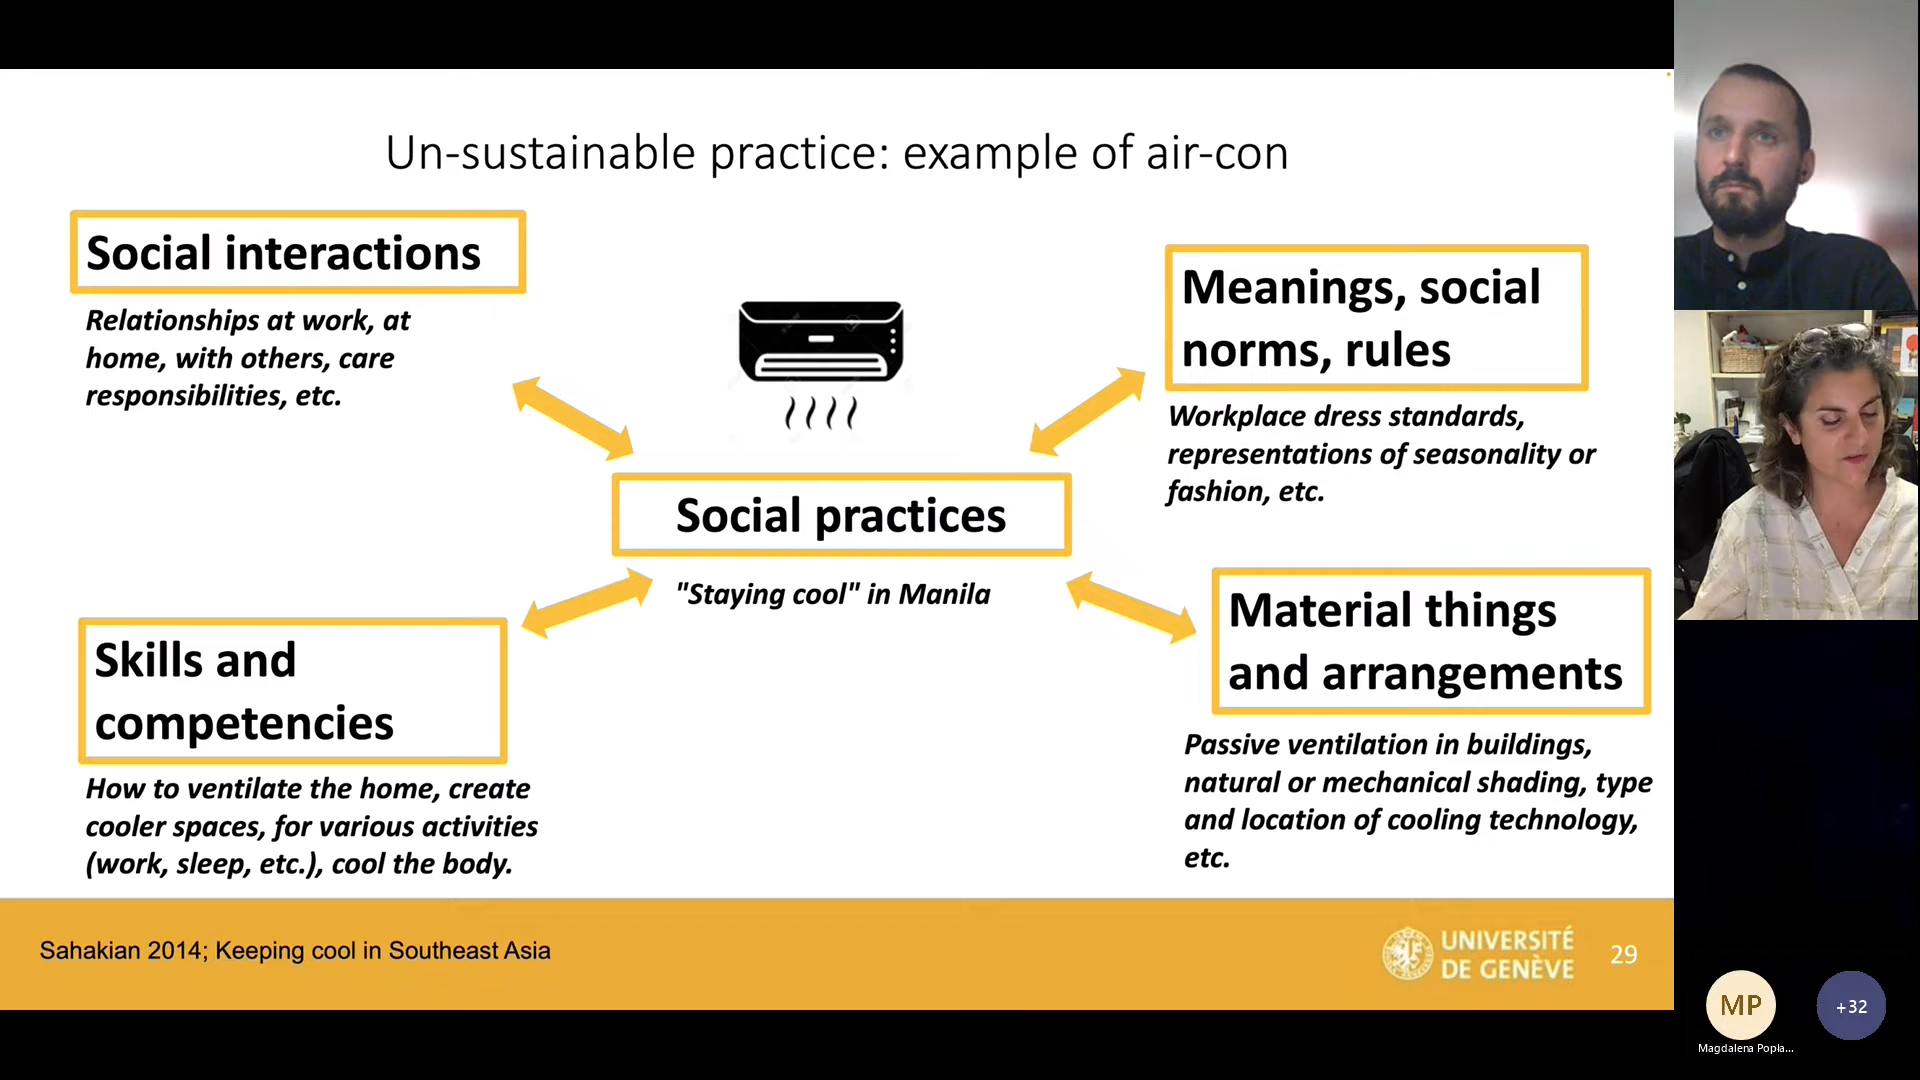 Un-sustainable practice: example of air-con
Social interactions
Relationships at work, at
home, with others, care
responsibilities, etc.
Meanings, social
norms, rules
Workplace dress standards,
representations of seasonality or
fashion, etc.
Social practices
"Staying cool" in Manila
Skills and
competencies
How to ventilate the home, create
cooler spaces, for various activities
(work, sleep, etc.), cool the body.
Material things
and arrangements
Passive ventilation in buildings,
natural or mechanical shading, type
and location of cooling technology,
etc.
Sahakian 2014; Keeping cool in Southeast Asia
UNIVERSITÉ
DE GENÈVE
29
MP
+32
Magdalena Popla...